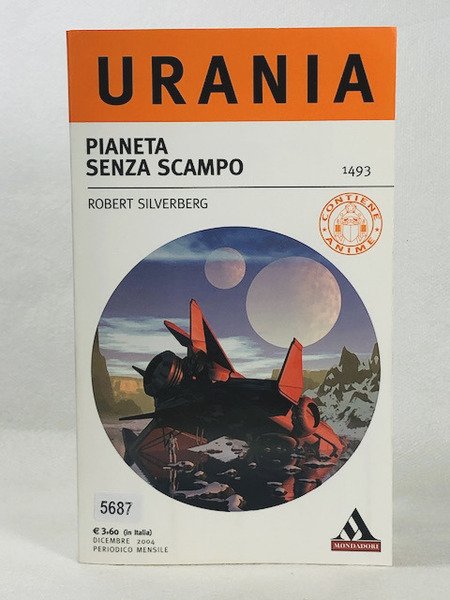 URANIA
PIANETA
SENZA SCAMPO
1493
ROBERT SILVERBERG
CONTIENE
ANIME
5687
€ 3,60 (in Italia)
DICEMBRE 2004
PERIODICO MENSILE
MONDADORI